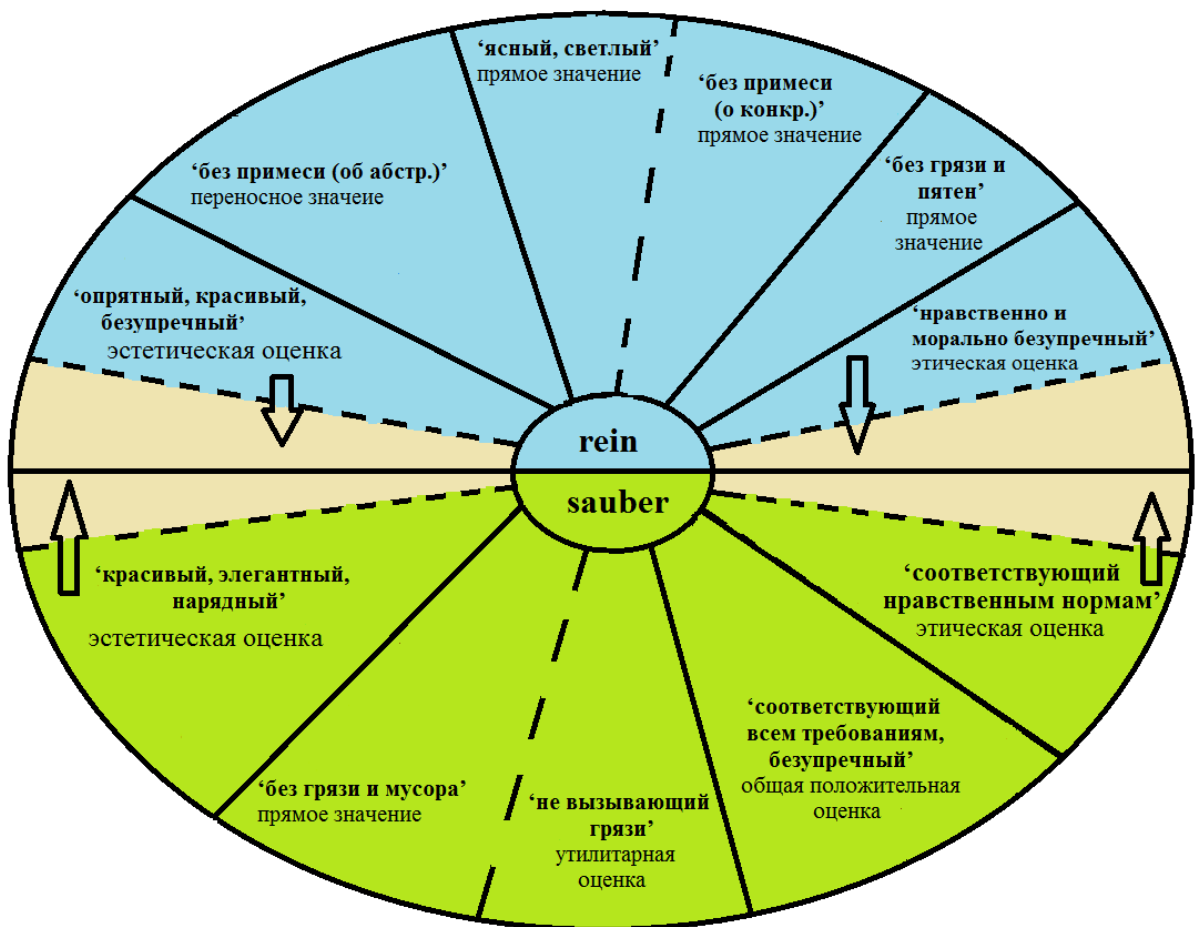 ‘ясный, светлый’
прямое значение
‘без примеси
(о конкр.)’
прямое значение
‘без примеси (об абстр.)’
переносное значеие
‘без грязи и
пятен’
прямое
значение
‘опрятный, красивый,
безупречный’
эстетическая оценка
‘нравственно и
морально безупречный’
этическая оценка
rein
sauber
‘красивый, элегантный,
нарядный’
эстетическая оценка
‘соответствующий
нравственным нормам’
этическая оценка
‘без грязи и мусора’
прямое значение
‘не вызывающий
грязи’
утилитарная
оценка
‘соответствующий
всем требованиям,
безупречный’
общая положительная
оценка